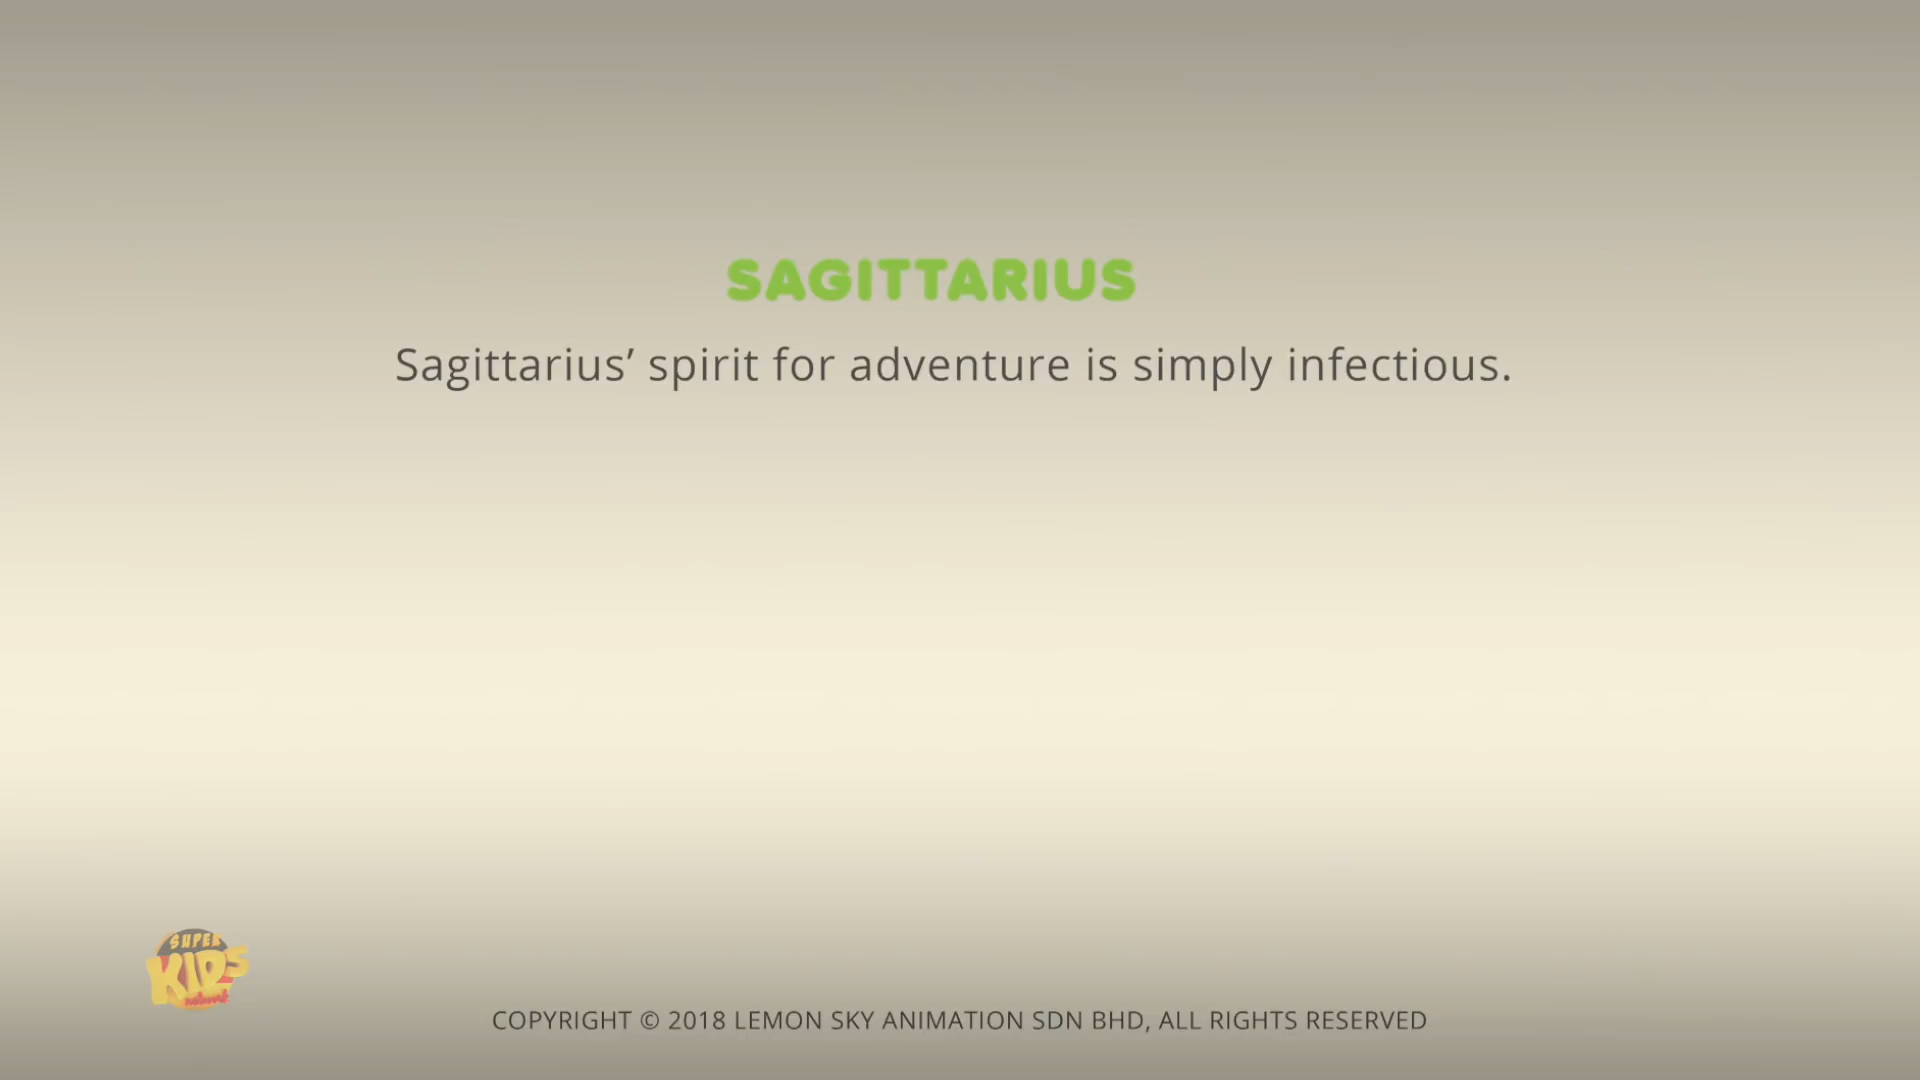 SAGITTARIUS
Sagittarius’ spirit for adventure is simply infectious.
SUPER
KIDS
network
COPYRIGHT © 2018 LEMON SKY ANIMATION SDN BHD, ALL RIGHTS RESERVED